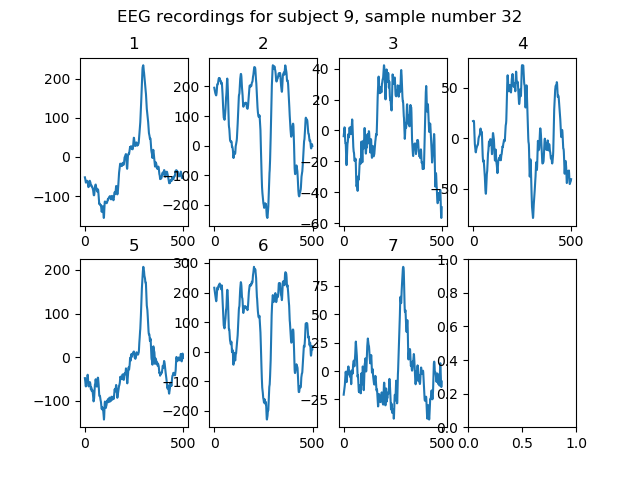 EEG recordings for subject 9, sample number 32
1 2 3 4
200 100 0 −100
200 100 0 −100 −200
40 20 0 −20 −40 −60
50 0 −50
0 500 0 500 0 500 0 500
5 6 7
200 100 0 −100
300 200 100 0 −100 −200
75 50 25 0 −25
1.0 0.8 0.6 0.4 0.2 0.0
0 500 0 500 0 500 0.0 0.5 1.0